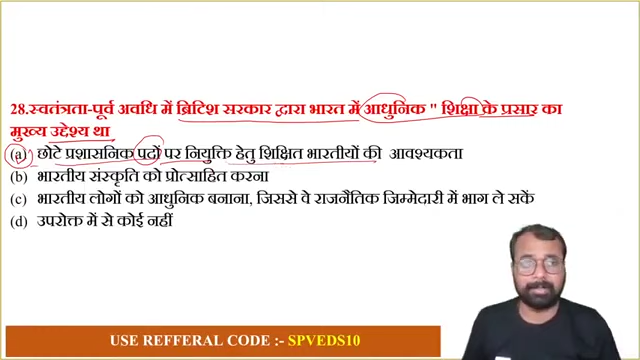 28.स्वतंत्रता-पूर्व अवधि में ब्रिटिश सरकार द्वारा भारत में आधुनिक " शिक्षा के प्रसार का
मुख्य उद्देश्य था
(a) छोटे प्रशासनिक पदों पर नियुक्ति हेतु शिक्षित भारतीयों की आवश्यकता
(b) भारतीय संस्कृति को प्रोत्साहित करना
(c) भारतीय लोगों को आधुनिक बनाना, जिससे वे राजनैतिक जिम्मेदारी में भाग ले सकें
(d) उपरोक्त में से कोई नहीं
USE REFFERAL CODE :- SPVEDS10